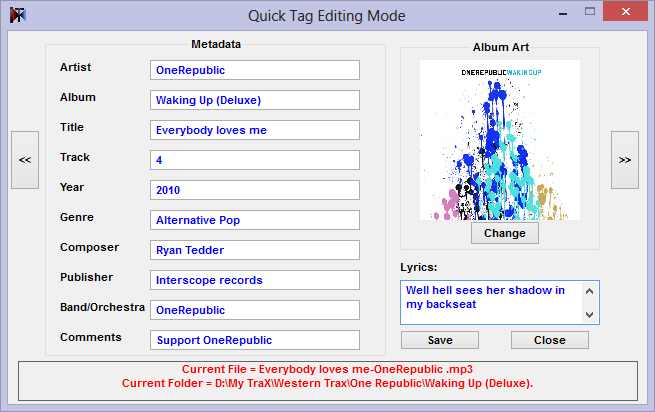 Quick Tag Editing Mode
Metadata
Artist OneRepublic
Album Waking Up (Deluxe)
Title Everybody loves me
Track 4
Year 2010
Genre Alternative Pop
Composer Ryan Tedder
Publisher Interscope records
Band/Orchestra OneRepublic
Comments Support OneRepublic
<<
Album Art
ONEREPUBLICWAKINGUP
Change
>>
Lyrics:
Well hell sees her shadow in
my backseat
Save Close
Current File = Everybody loves me-OneRepublic .mp3
Current Folder = D:\My TraX\Western Trax\One Republic\Waking Up (Deluxe).